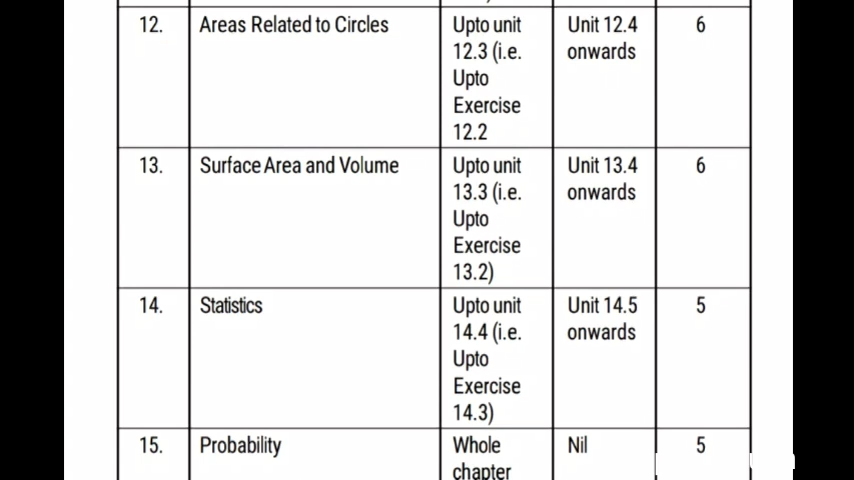 12. Areas Related to Circles Upto unit Unit 12.4 6
12.3 (i.e. onwards
Upto
Exercise
12.2
13. Surface Area and Volume Upto unit Unit 13.4 6
13.3 (i.e. onwards
Upto
Exercise
13.2)
14. Statistics Upto unit Unit 14.5 5
14.4 (i.e. onwards
Upto
Exercise
14.3)
15. Probability Whole Nil 5
chapter